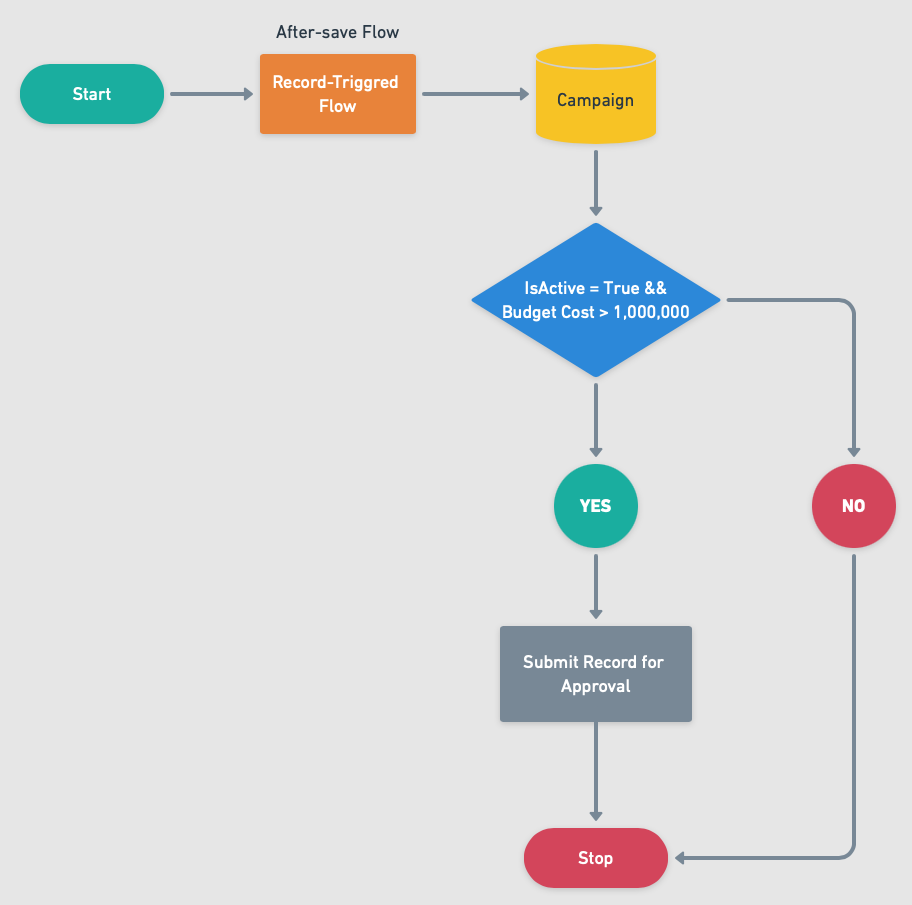 After-save Flow
Start
Record-Triggred
Flow
Campaign
IsActive = True &&
Budget Cost > 1,000,000
YES
NO
Submit Record for
Approval
Stop